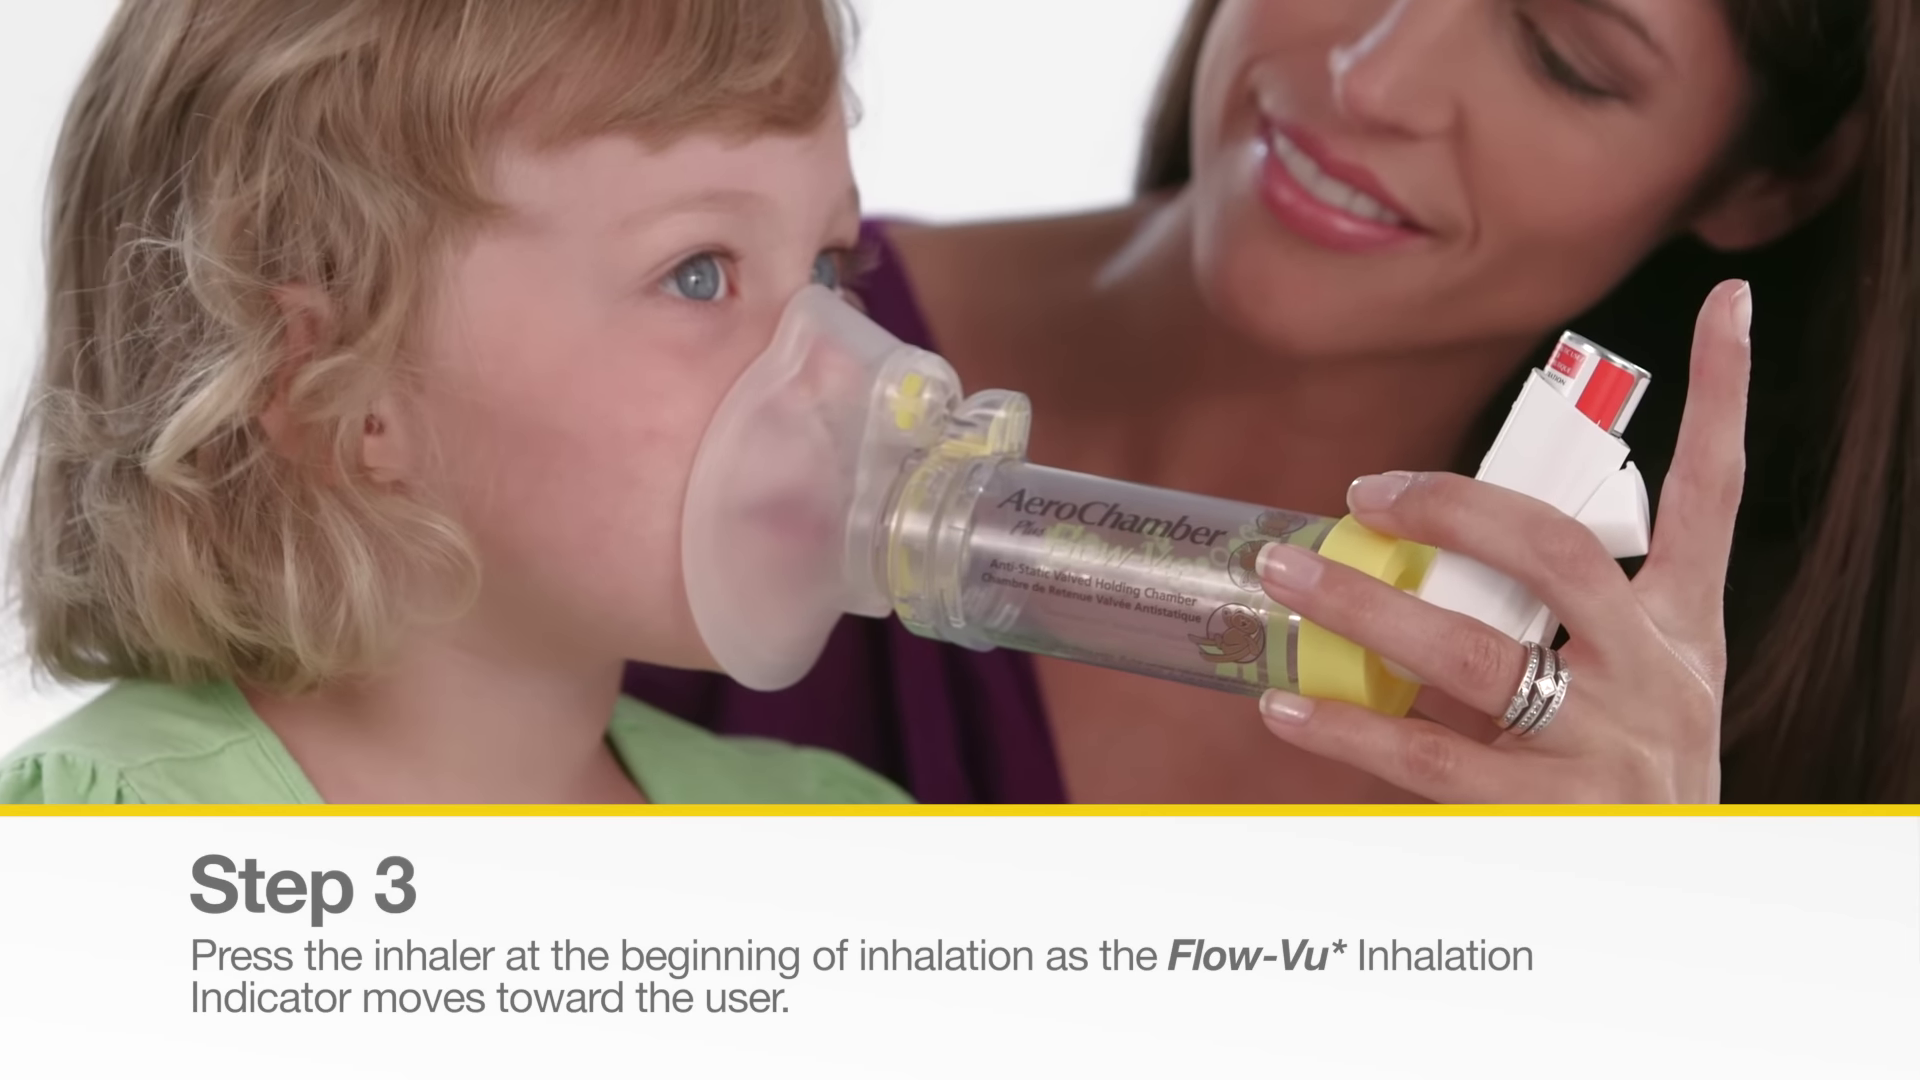 AeroChamber
Plus Flow-Vu
Anti-Static Valved Holding Chamber
Chambre de Retenue Valvée Antistatique
Step 3
Press the inhaler at the beginning of inhalation as the Flow-Vu* Inhalation
Indicator moves toward the user.